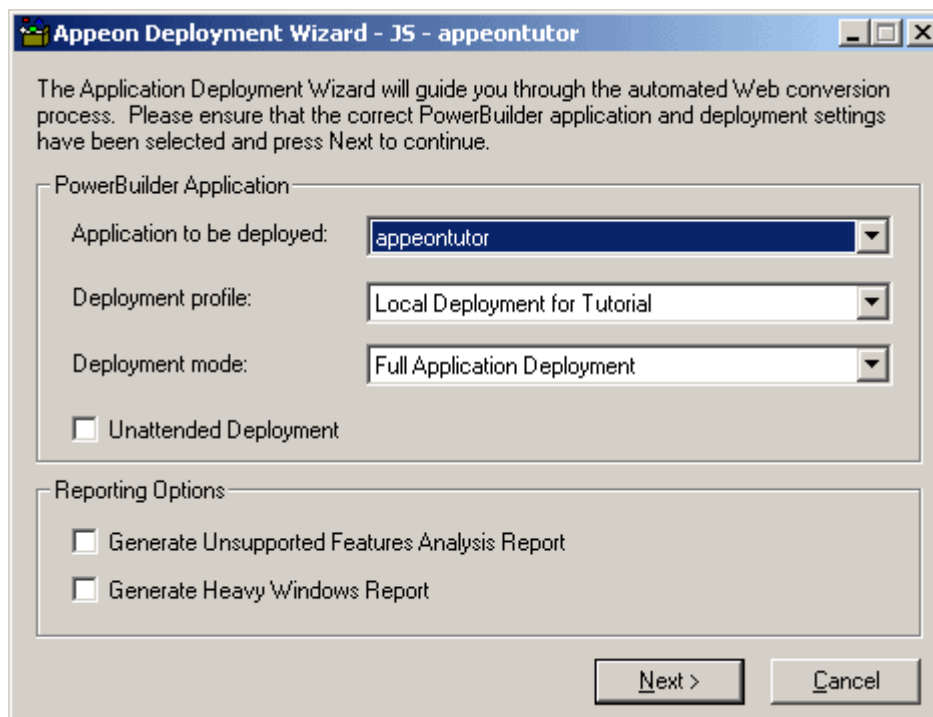 Appeon Deployment Wizard - JS - appeontutor
The Application Deployment Wizard will guide you through the automated Web conversion
process.  Please ensure that the correct PowerBuilder application and deployment settings
have been selected and press Next to continue.
PowerBuilder Application
Application to be deployed: appeontutor
Deployment profile: Local Deployment for Tutorial
Deployment mode: Full Application Deployment
Unattended Deployment
Reporting Options
Generate Unsupported Features Analysis Report
Generate Heavy Windows Report
Next > Cancel